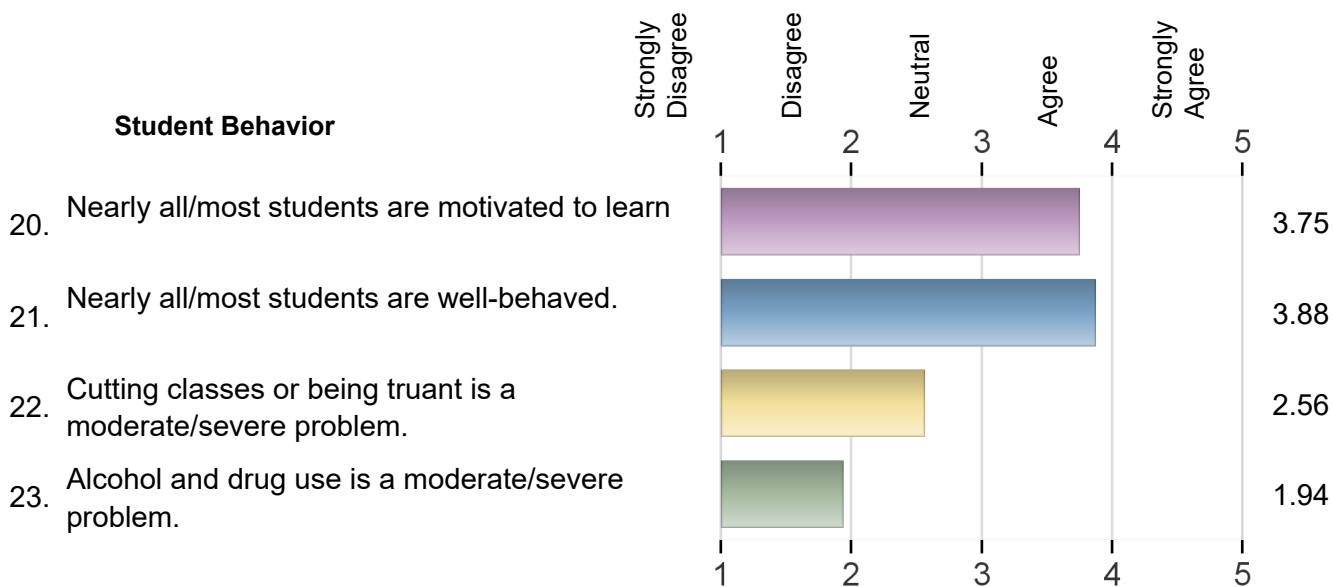 Strongly
Disagree
Disagree
Neutral
Agree
Strongly
Agree
Student Behavior
1 2 3 4 5
20. Nearly all/most students are motivated to learn 3.75
21. Nearly all/most students are well-behaved. 3.88
22. Cutting classes or being truant is a
moderate/severe problem. 2.56
23. Alcohol and drug use is a moderate/severe
problem. 1.94
1 2 3 4 5